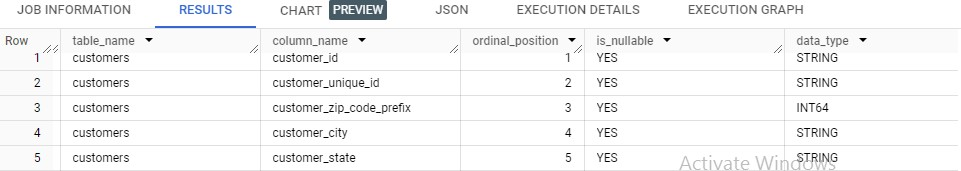 JOB INFORMATION RESULTS CHART PREVIEW JSON EXECUTION DETAILS EXECUTION GRAPH
Row table_name column_name ordinal_position is_nullable data_type
1 customers customer_id 1 YES STRING
2 customers customer_unique_id 2 YES STRING
3 customers customer_zip_code_prefix 3 YES INT64
4 customers customer_city 4 YES STRING
5 customers customer_state 5 YES STRING
Activate Windows